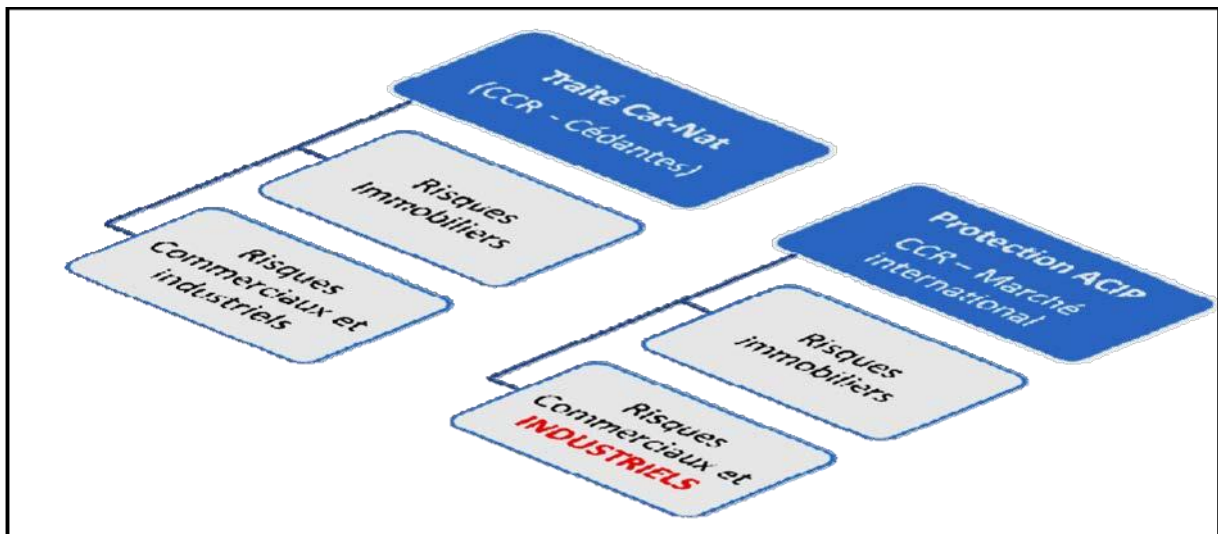 Traité Cat-Nat
(CCR - Cédantes)
Risques
Immobiliers
Risques
Commerciaux et
industriels
Protection ACIP
CCR – Marché
international
Risques
immobiliers
Risques
Commerciaux et
INDUSTRIELS